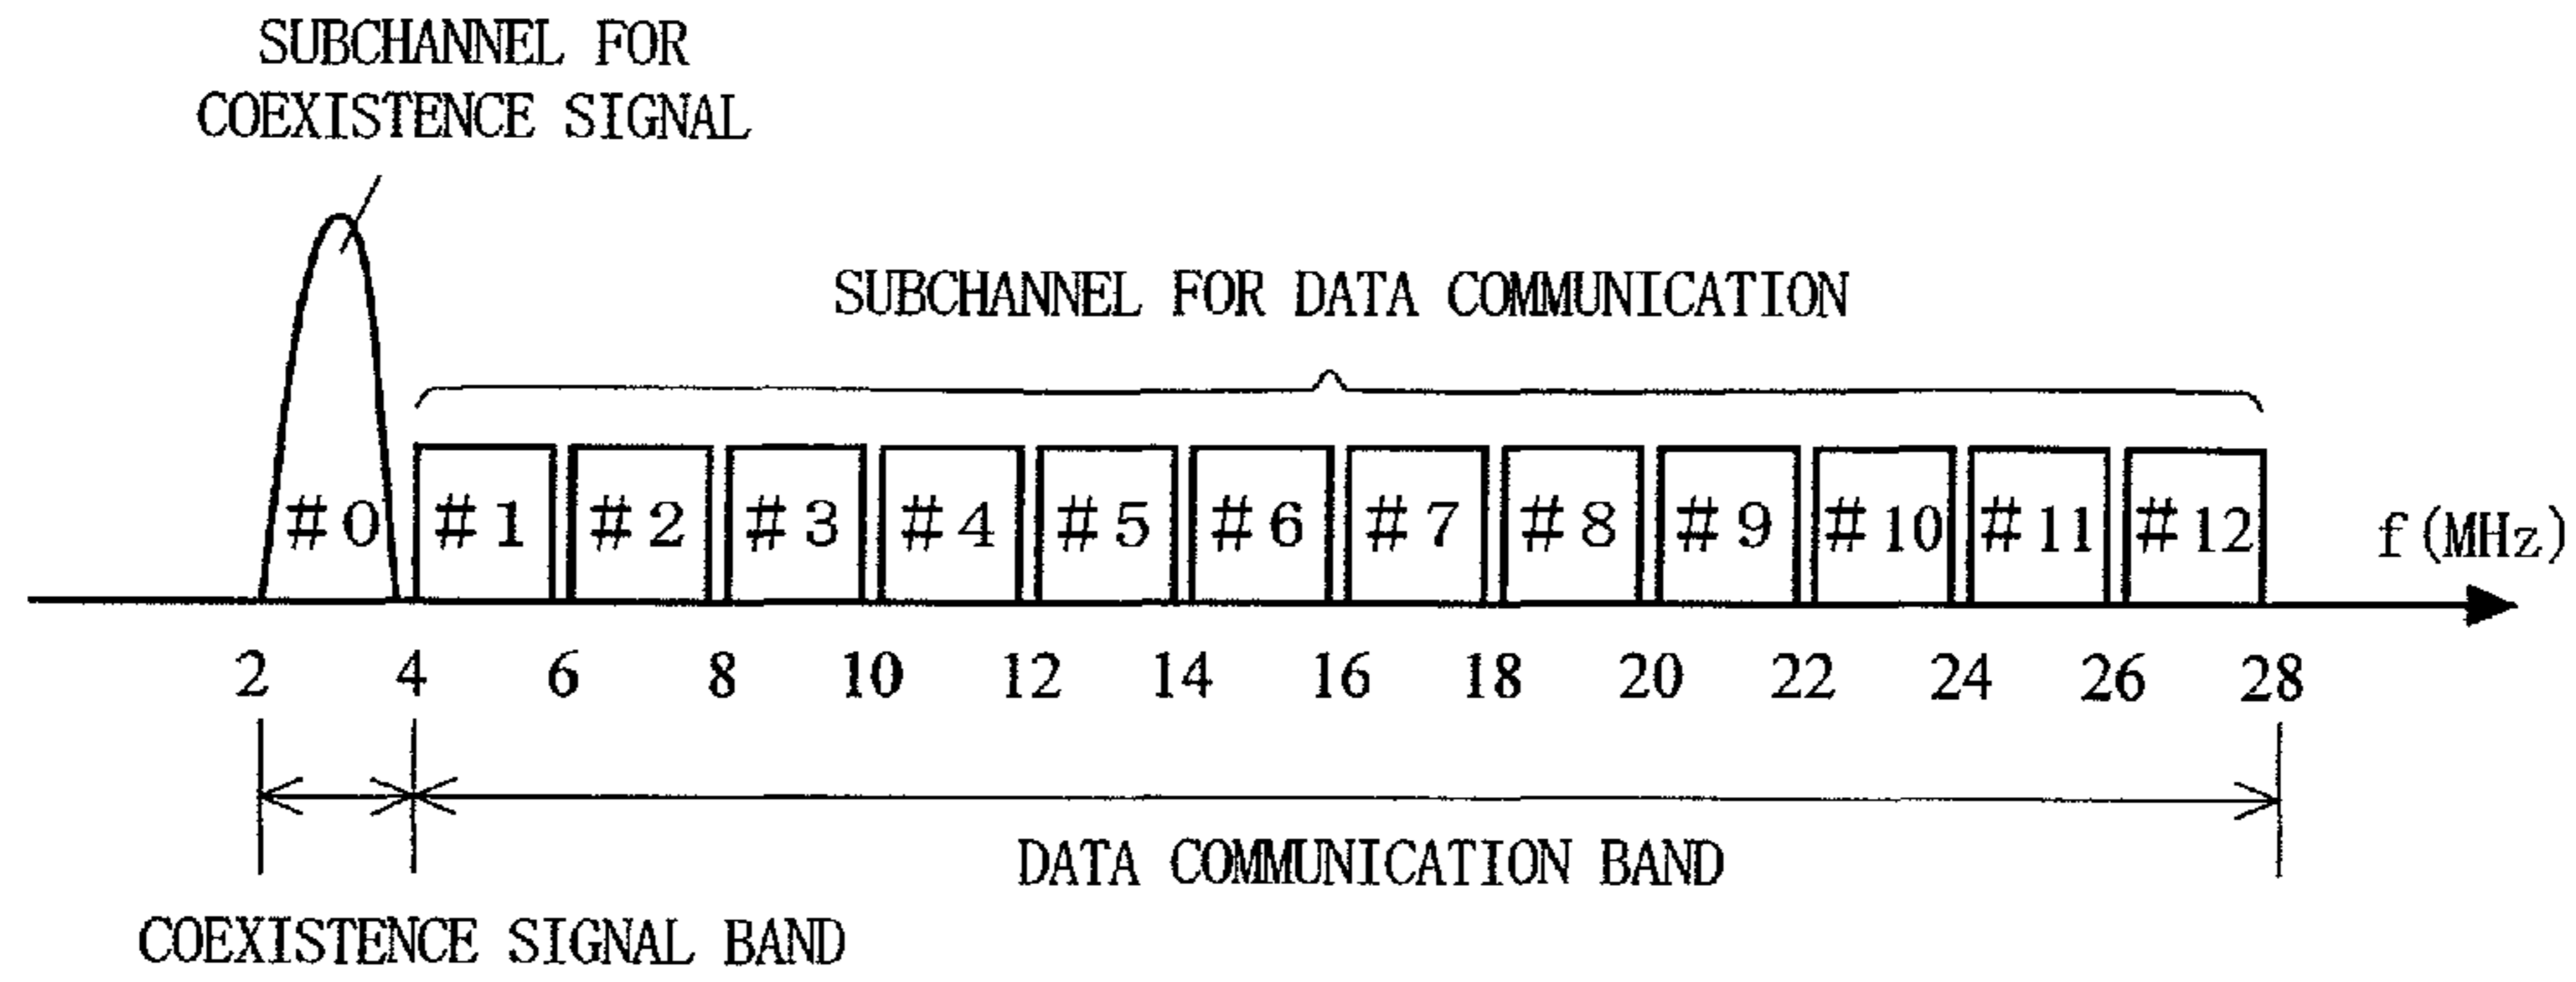 SUBCHANNEL FOR
COEXISTENCE SIGNAL
SUBCHANNEL FOR DATA COMMUNICATION
#0 #1 #2 #3 #4 #5 #6 #7 #8 #9 #10 #11 #12 f(MHz)
2 4 6 8 10 12 14 16 18 20 22 24 26 28
DATA COMMUNICATION BAND
COEXISTENCE SIGNAL BAND